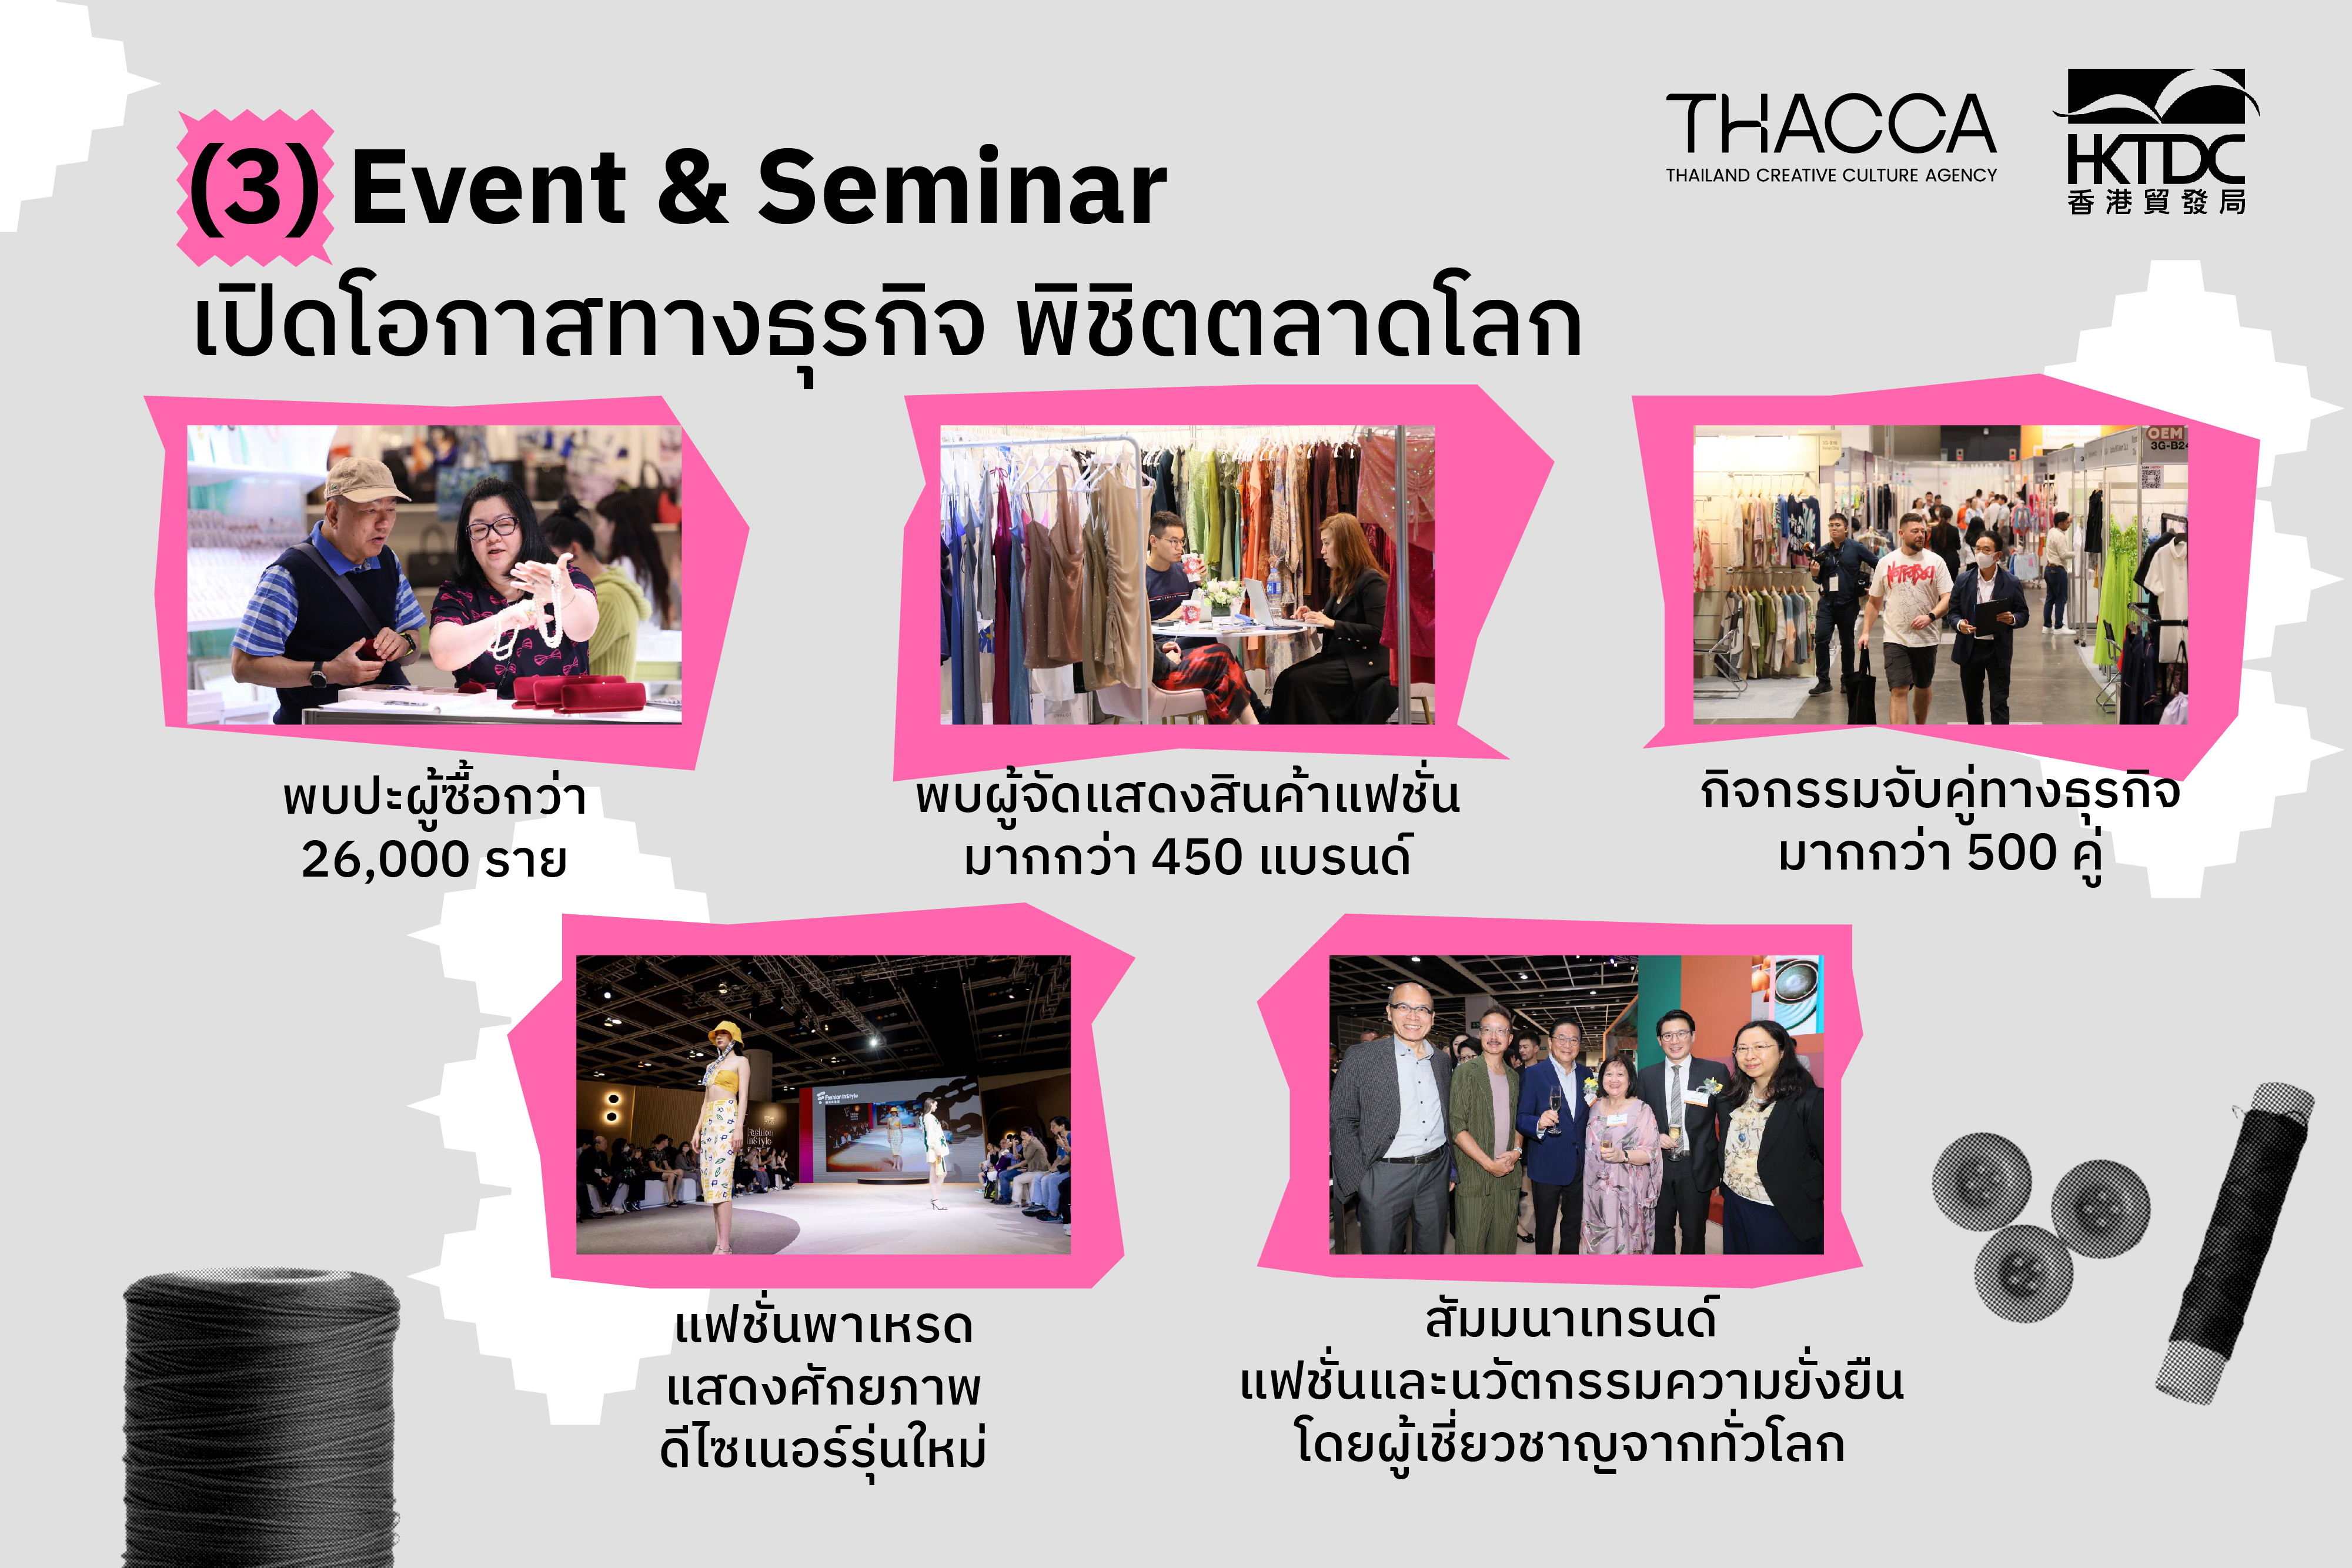 (3) Event & Seminar
เปิดโอกาสทางธุรกิจ พิชิตตลาดโลก
THACCA
THAILAND CREATIVE CULTURE AGENCY
HKTDC
香港貿發局
OEM
3G-B24
พบปะผู้ซื้อกว่า
26,000 ราย
พบผู้จัดแสดงสินค้าแฟชั่น
มากกว่า 450 แบรนด์
กิจกรรมจับคู่ทางธุรกิจ
มากกว่า 500 คู่
FashionInStyle
Fashion
InStyle
แฟชั่นพาเหรด
แสดงศักยภาพ
ดีไซเนอร์รุ่นใหม่
สัมมนาเทรนด์
แฟชั่นและนวัตกรรมความยั่งยืน
โดยผู้เชี่ยวชาญจากทั่วโลก